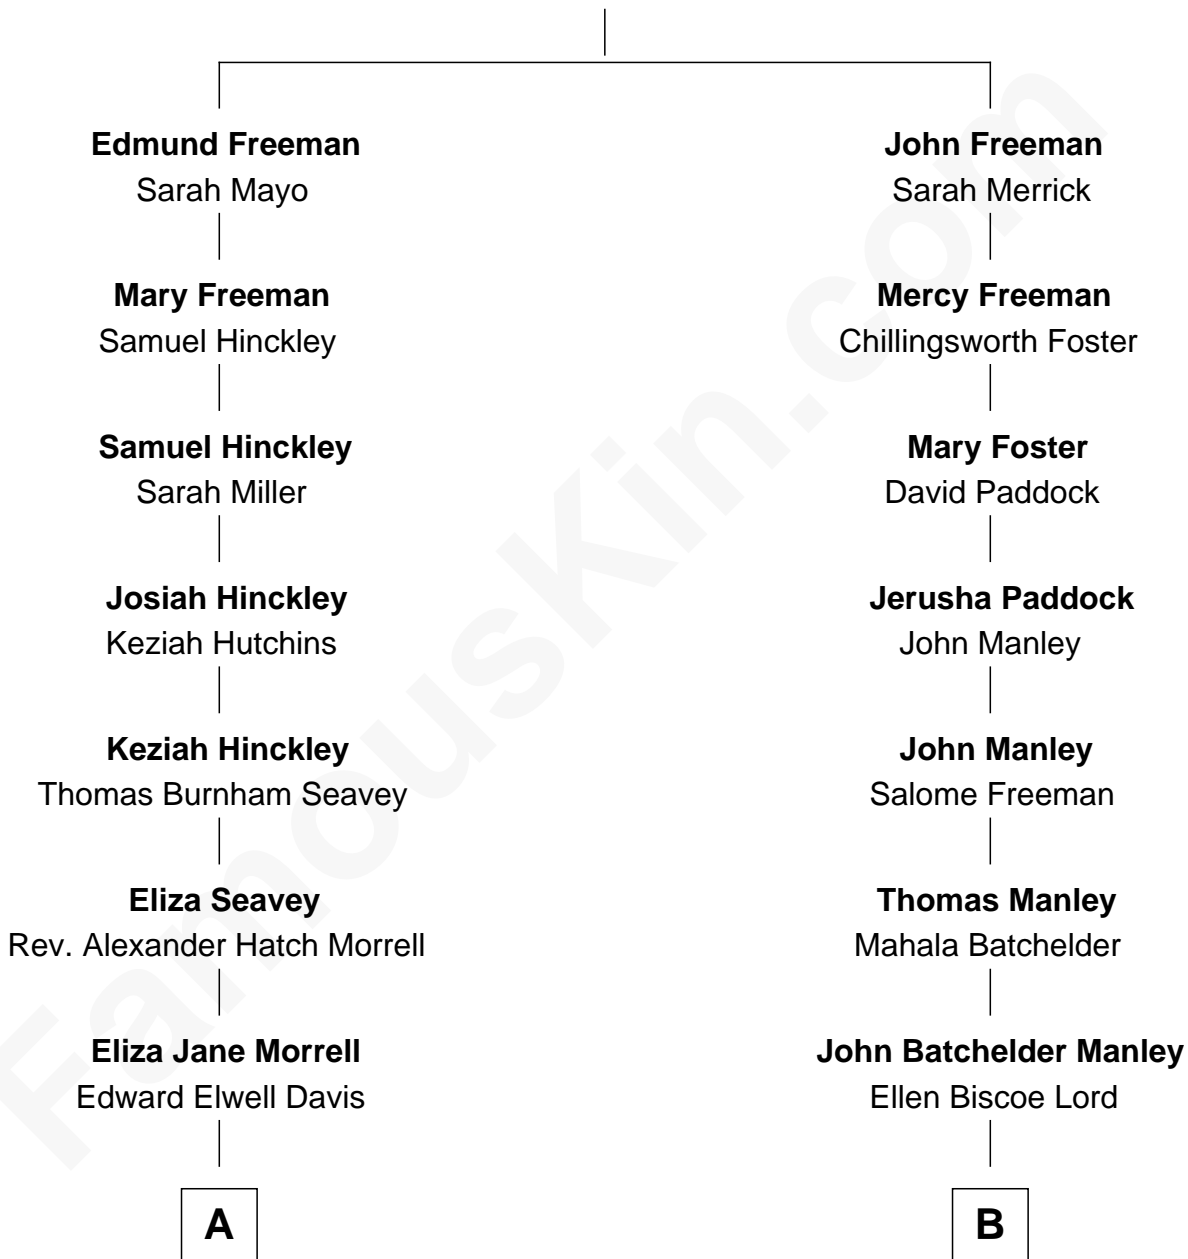 Edmund Freeman
Sarah Mayo
Mary Freeman
Samuel Hinckley
Samuel Hinckley
Sarah Miller
Josiah Hinckley
Keziah Hutchins
Keziah Hinckley
Thomas Burnham Seavey
Eliza Seavey
Rev. Alexander Hatch Morrell
Eliza Jane Morrell
Edward Elwell Davis
A
John Freeman
Sarah Merrick
Mercy Freeman
Chillingsworth Foster
Mary Foster
David Paddock
Jerusha Paddock
John Manley
John Manley
Salome Freeman
Thomas Manley
Mahala Batchelder
John Batchelder Manley
Ellen Biscoe Lord
B
FamousKin.com